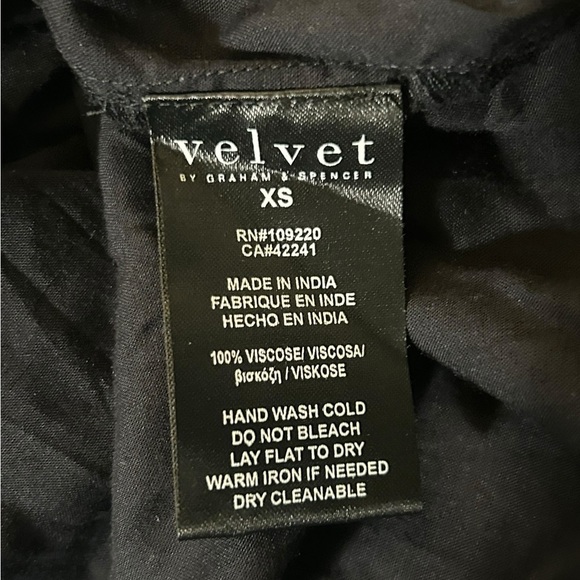 velvet
BY GRAHAM & SPENCER
XS
RN#109220
CA#42241
MADE IN INDIA
FABRIQUE EN INDE
HECHO EN INDIA
100% VISCOSE/ VISCOSA/
βισκόζη / VISKOSE
HAND WASH COLD
DO NOT BLEACH
LAY FLAT TO DRY
WARM IRON IF NEEDED
DRY CLEANABLE